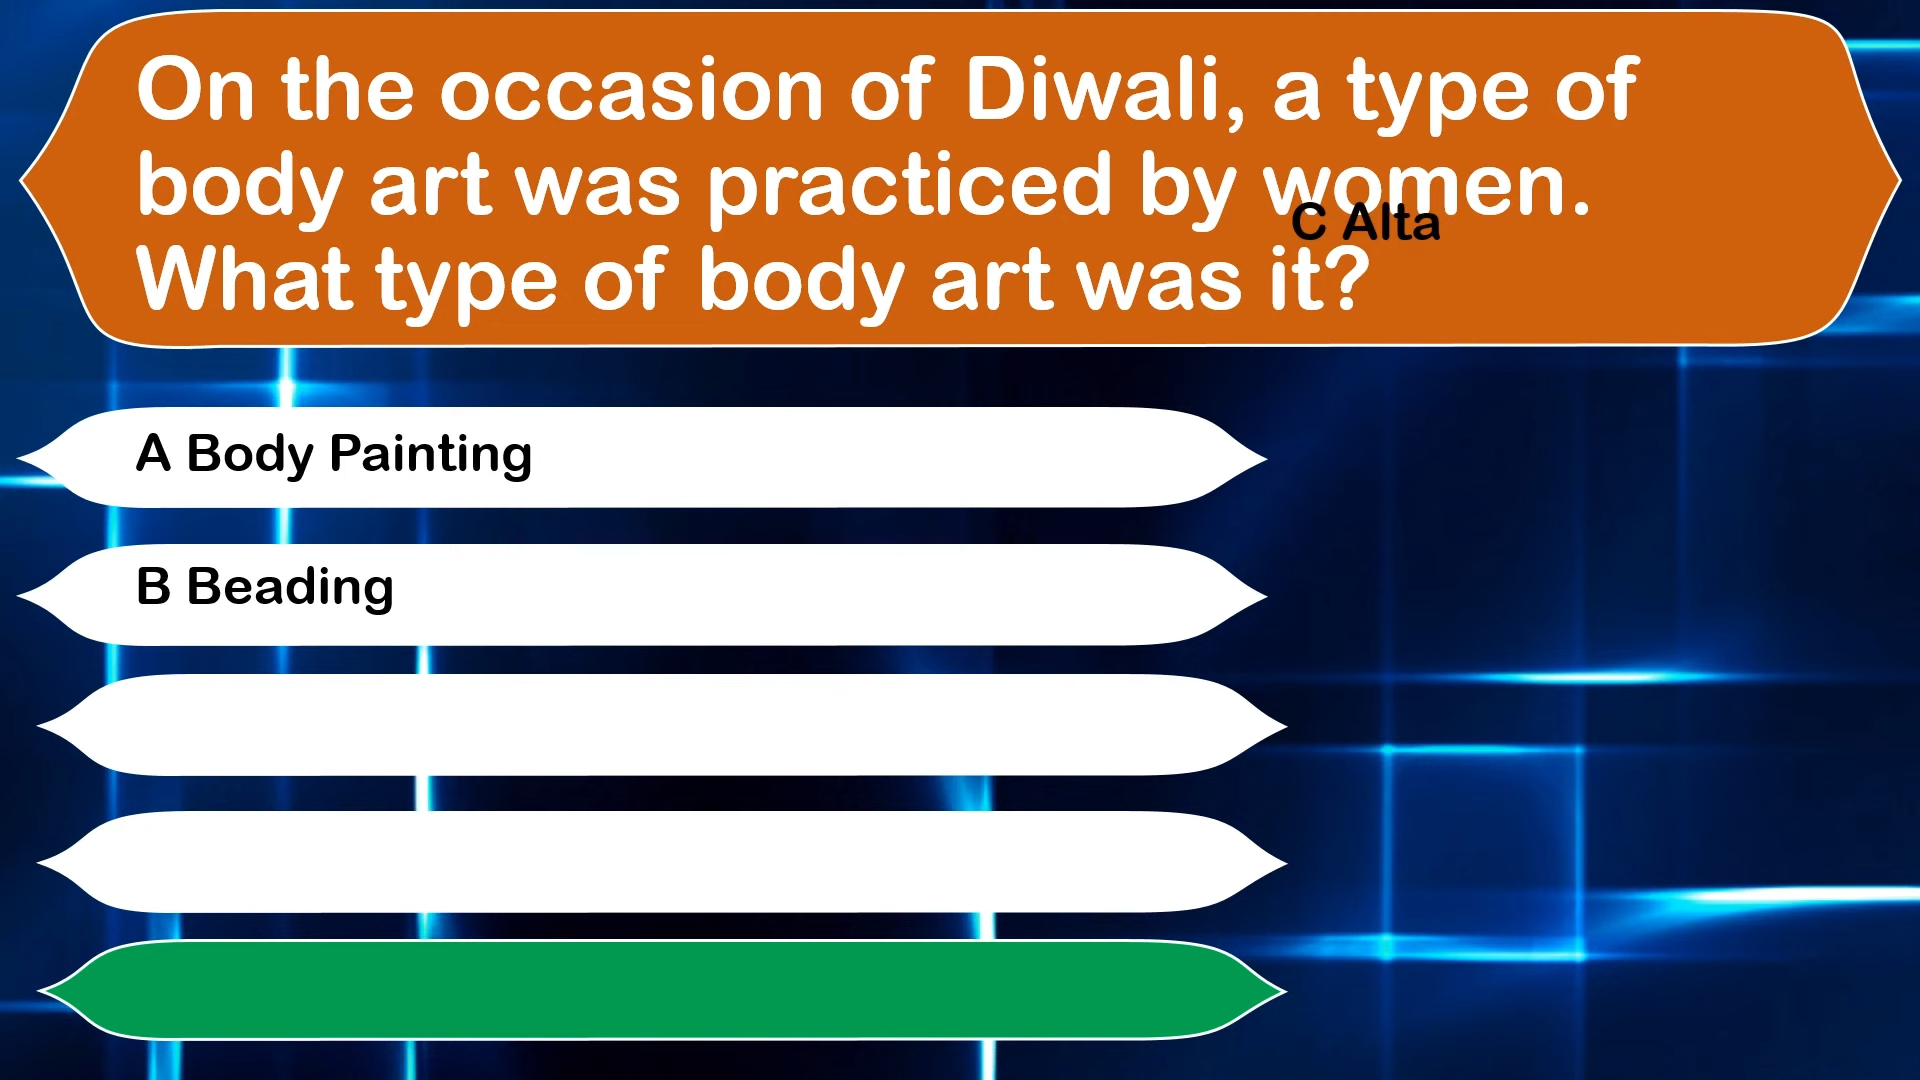 On the occasion of Diwali, a type of
body art was practiced by women.
C Alta
What type of body art was it?
A Body Painting
B Beading